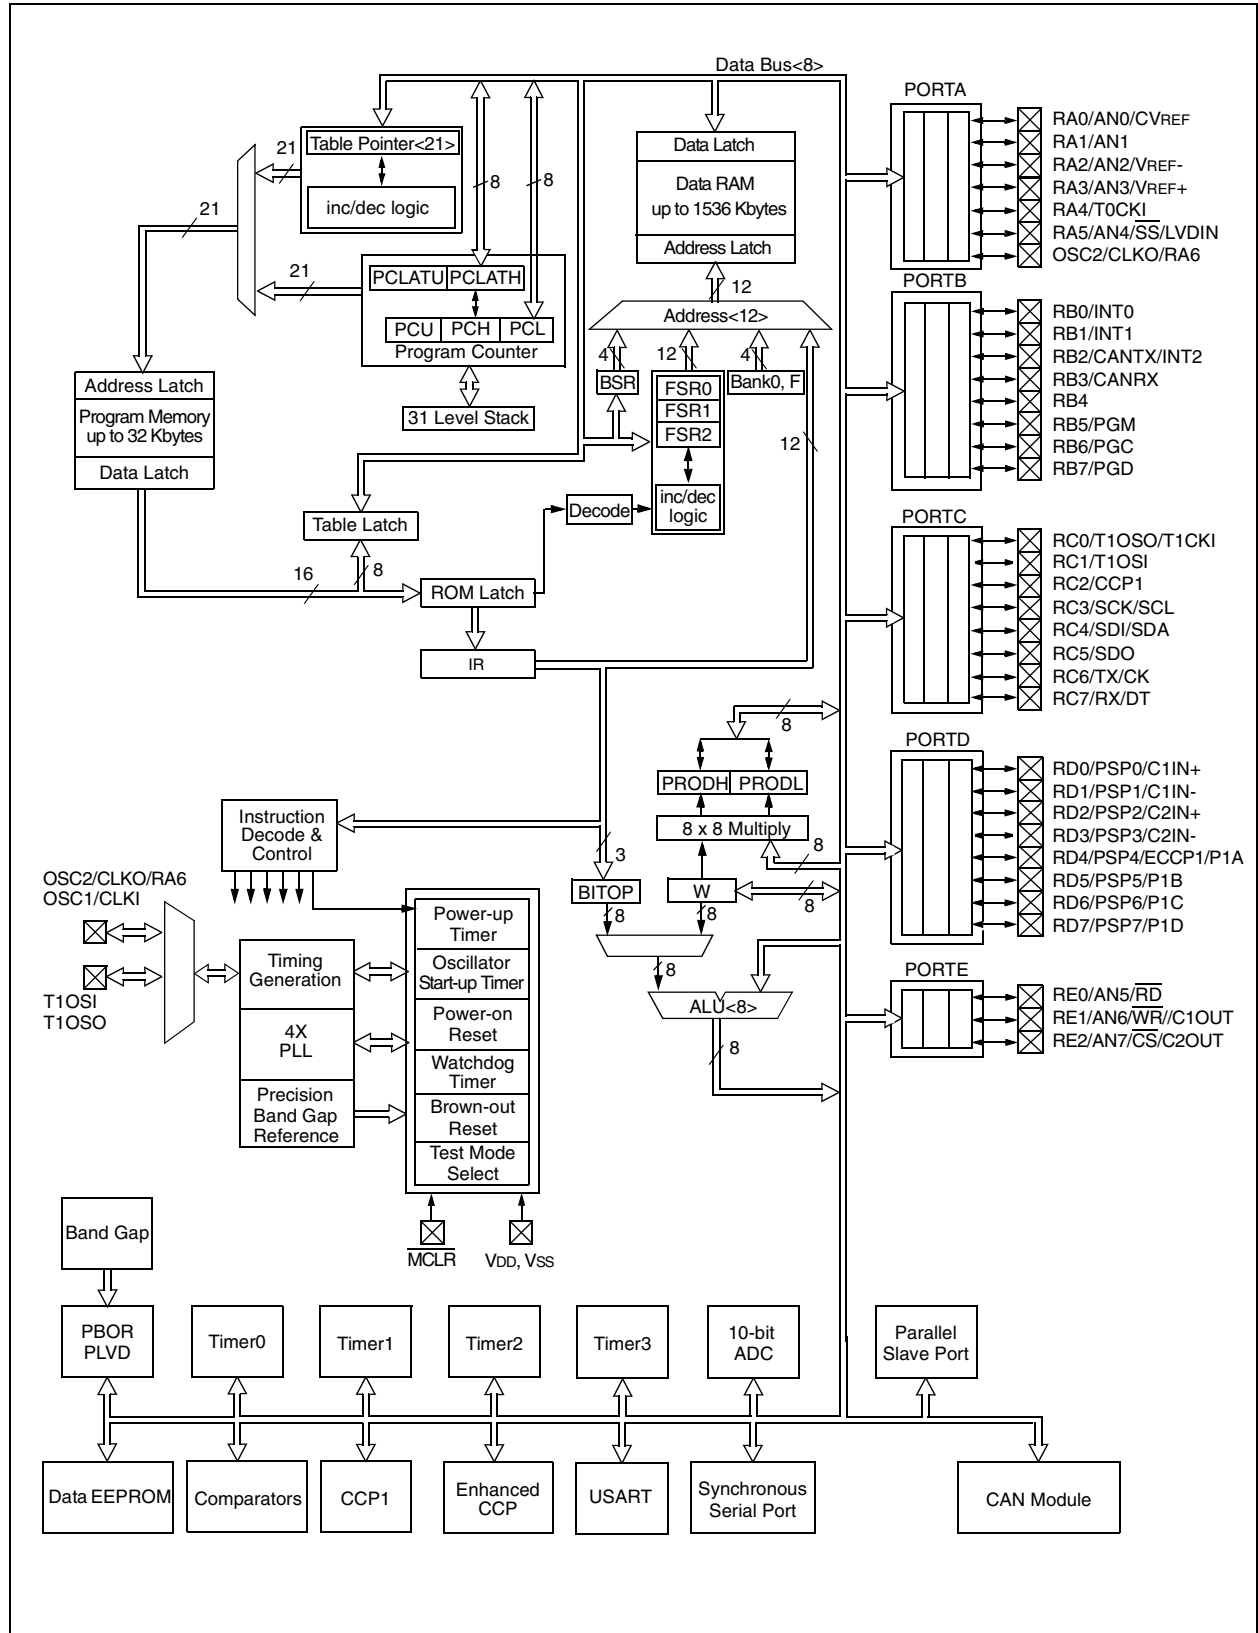 Data Bus<8>
PORTA
RA0/AN0/CVREF
RA1/AN1
RA2/AN2/VREF-
RA3/AN3/VREF+
RA4/T0CKI
RA5/AN4/SS/LVDIN
OSC2/CLKO/RA6
PORTB
RB0/INT0
RB1/INT1
RB2/CANTX/INT2
RB3/CANRX
RB4
RB5/PGM
RB6/PGC
RB7/PGD
PORTC
RC0/T1OSO/T1CKI
RC1/T1OSI
RC2/CCP1
RC3/SCK/SCL
RC4/SDI/SDA
RC5/SDO
RC6/TX/CK
RC7/RX/DT
PORTD
RD0/PSP0/C1IN+
RD1/PSP1/C1IN-
RD2/PSP2/C2IN+
RD3/PSP3/C2IN-
RD4/PSP4/ECCP1/P1A
RD5/PSP5/P1B
RD6/PSP6/P1C
RD7/PSP7/P1D
PORTE
RE0/AN5/RD
RE1/AN6/WR//C1OUT
RE2/AN7/CS/C2OUT
Table Pointer<21>
inc/dec logic
21
21
21
8
8
PCLATU PCLATH
PCU PCH PCL
Program Counter
31 Level Stack
Address Latch
Program Memory
up to 32 Kbytes
Data Latch
Table Latch
16
8
ROM Latch
IR
Data Latch
Data RAM
up to 1536 Kbytes
Address Latch
12
Address<12>
4
12
4
BSR
FSR0
FSR1
FSR2
inc/dec
logic
Bank0, F
12
Decode
8
PRODH PRODL
8 x 8 Multiply
8
W
8
3
BITOP
8
8
8
ALU<8>
8
Instruction
Decode &
Control
OSC2/CLKO/RA6
OSC1/CLKI
T1OSI
T1OSO
Timing
Generation
4X
PLL
Precision
Band Gap
Reference
Power-up
Timer
Oscillator
Start-up Timer
Power-on
Reset
Watchdog
Timer
Brown-out
Reset
Test Mode
Select
MCLR
VDD, VSS
Band Gap
PBOR
PLVD
Timer0
Timer1
Timer2
Timer3
10-bit
ADC
Parallel
Slave Port
Data EEPROM
Comparators
CCP1
Enhanced
CCP
USART
Synchronous
Serial Port
CAN Module